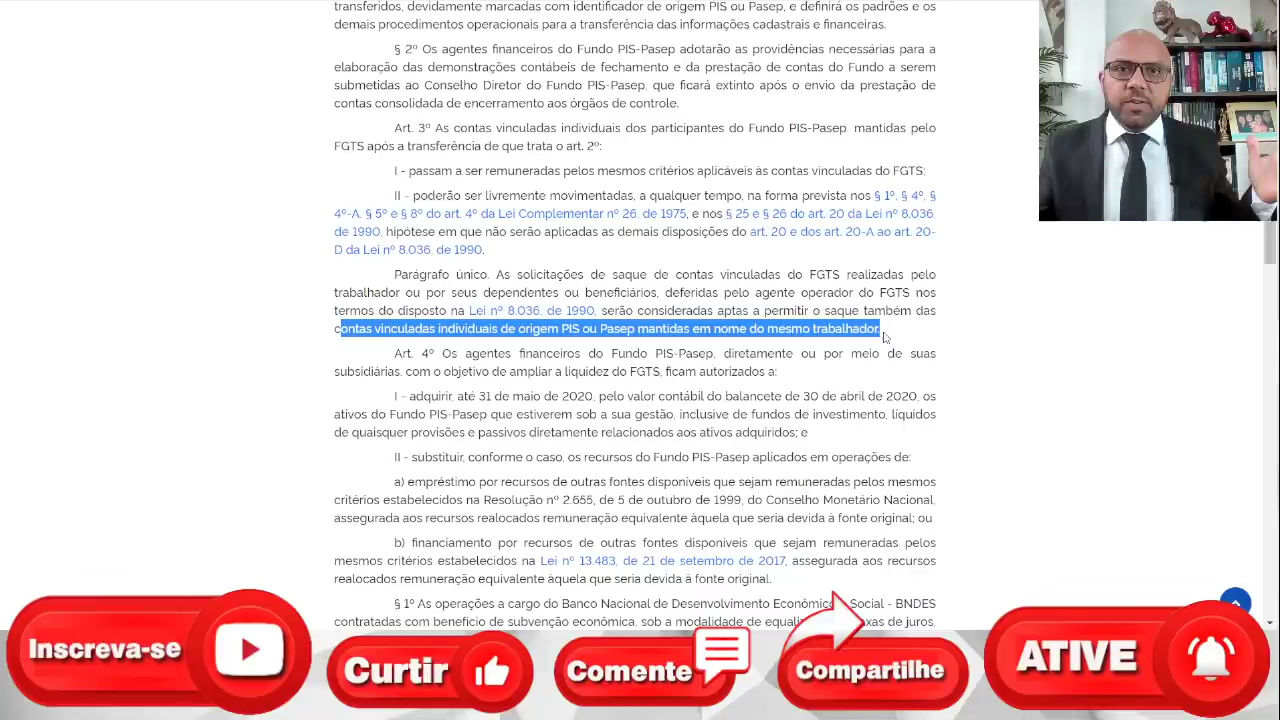 transferidos, devidamente marcadas com identificador de origem PIS ou Pasep, e definirá os padrões e os
demais procedimentos operacionais para a transferência das informações cadastrais e financeiras.
§ 2º Os agentes financeiros do Fundo PIS-Pasep adotarão as providências necessárias para a
elaboração das demonstrações contábeis de fechamento e da prestação de contas do Fundo a serem
submetidas ao Conselho Diretor do Fundo PIS-Pasep, que ficará extinto após o envio da prestação de
contas consolidada de encerramento aos órgãos de controle.
Art. 3º As contas vinculadas individuais dos participantes do Fundo PIS-Pasep mantidas pelo
FGTS após a transferência de que trata o art. 2º:
I - passam a ser remuneradas pelos mesmos critérios aplicáveis às contas vinculadas do FGTS;
II - poderão ser livremente movimentadas, a qualquer tempo, na forma prevista nos § 1º, § 4º, §
4º-A, § 5º e § 8º do art. 4º da Lei Complementar nº 26, de 1975, e nos § 25 e § 26 do art. 20 da Lei nº 8.036,
de 1990, hipótese em que não serão aplicadas as demais disposições do art. 20 e dos art. 20-A ao art. 20-
D da Lei nº 8.036, de 1990.
Parágrafo único. As solicitações de saque de contas vinculadas do FGTS realizadas pelo
trabalhador ou por seus dependentes ou beneficiários, deferidas pelo agente operador do FGTS nos
termos do disposto na Lei nº 8.036, de 1990, serão consideradas aptas a permitir o saque também das
contas vinculadas individuais de origem PIS ou Pasep mantidas em nome do mesmo trabalhador.
Art. 4º Os agentes financeiros do Fundo PIS-Pasep, diretamente ou por meio de suas
subsidiárias, com o objetivo de ampliar a liquidez do FGTS, ficam autorizados a:
I - adquirir, até 31 de maio de 2020, pelo valor contábil do balancete de 30 de abril de 2020, os
ativos do Fundo PIS-Pasep que estiverem sob a sua gestão, inclusive de fundos de investimento, líquidos
de quaisquer provisões e passivos diretamente relacionados aos ativos adquiridos; e
II - substituir, conforme o caso, os recursos do Fundo PIS-Pasep aplicados em operações de:
a) empréstimo por recursos de outras fontes disponíveis que sejam remuneradas pelos mesmos
critérios estabelecidos na Resolução nº 2.655, de 5 de outubro de 1999, do Conselho Monetário Nacional,
assegurada aos recursos realocados remuneração equivalente àquela que seria devida à fonte original; ou
b) financiamento por recursos de outras fontes disponíveis que sejam remuneradas pelos
mesmos critérios estabelecidos na Lei nº 13.483, de 21 de setembro de 2017, assegurada aos recursos
realocados remuneração equivalente àquela que seria devida à fonte original.
§ 1º As operações a cargo do Banco Nacional de Desenvolvimento Social - BNDES
contratadas com benefício de subvenção econômica, sob a modalidade de de juros,
Inscreva-se
Curtir
Comente
Compartilhe
ATIVE